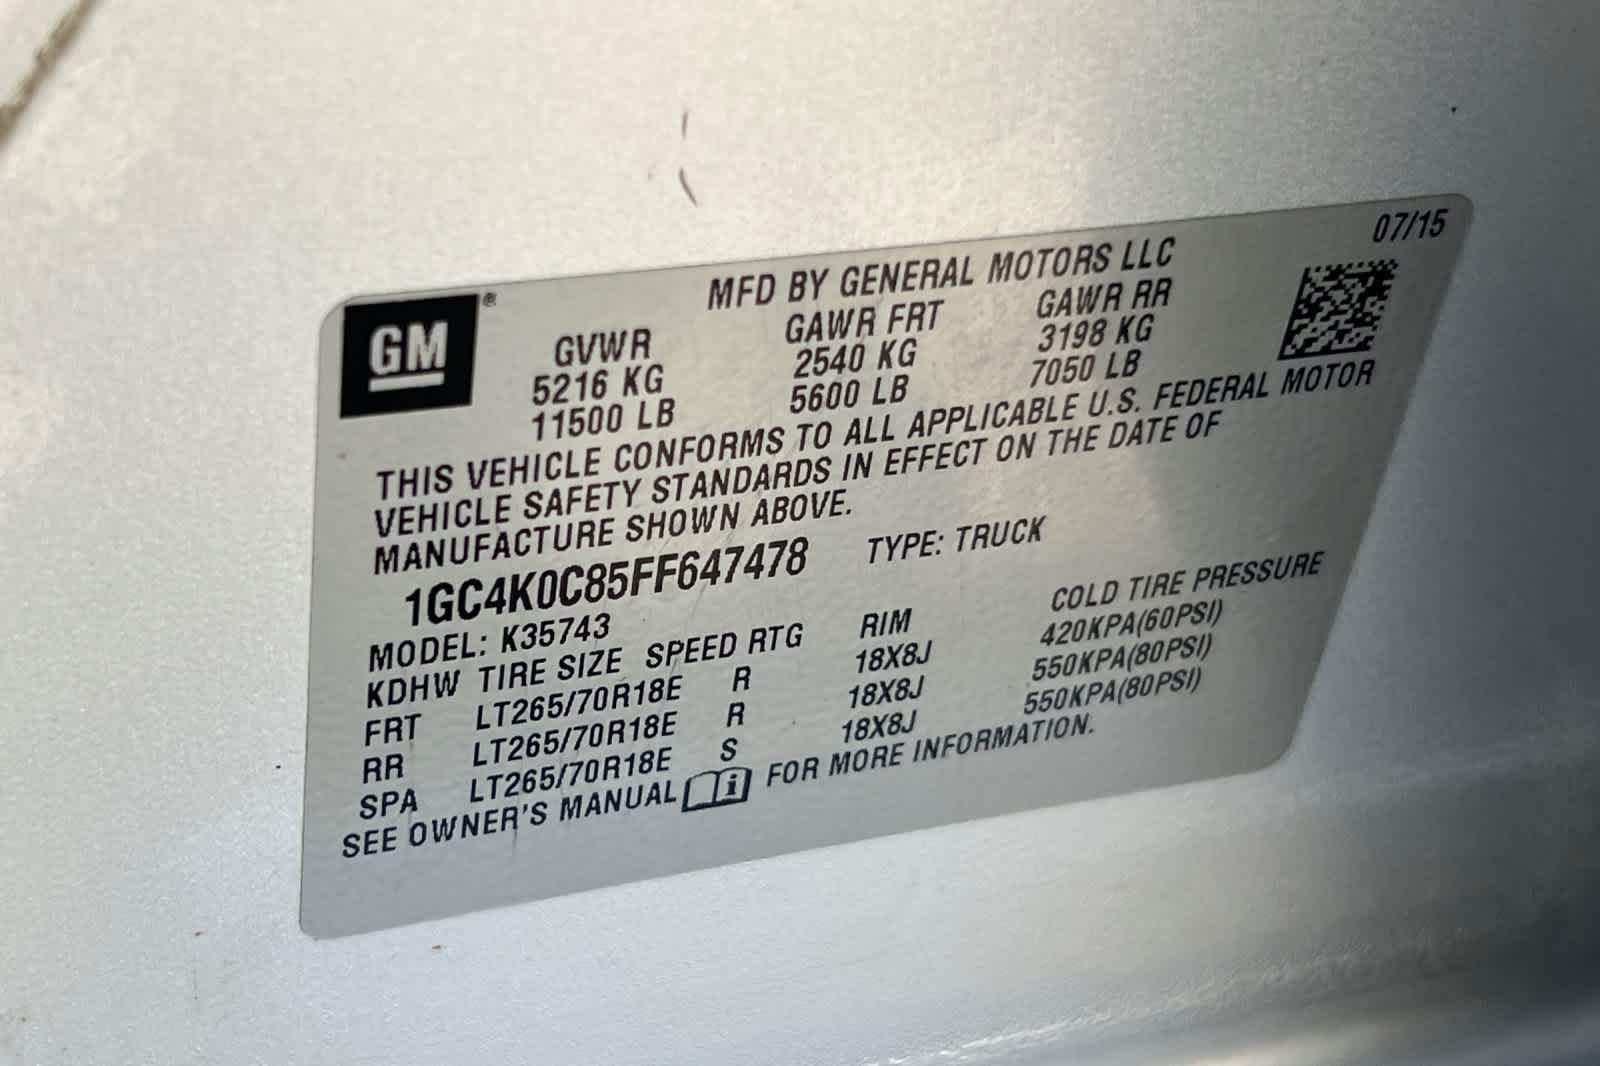 07/15
MFD BY GENERAL MOTORS LLC
GM®
GVWR GAWR FRT GAWR RR
5216 KG 2540 KG 3198 KG
11500 LB 5600 LB 7050 LB
THIS VEHICLE CONFORMS TO ALL APPLICABLE U.S. FEDERAL MOTOR
VEHICLE SAFETY STANDARDS IN EFFECT ON THE DATE OF
MANUFACTURE SHOWN ABOVE.
1GC4K0C85FF647478 TYPE: TRUCK
MODEL: K35743
KDHW TIRE SIZE SPEED RTG RIM COLD TIRE PRESSURE
FRT LT265/70R18E R 18X8J 420KPA(60PSI)
RR LT265/70R18E R 18X8J 550KPA(80PSI)
SPA LT265/70R18E S 18X8J 550KPA(80PSI)
SEE OWNER'S MANUAL i FOR MORE INFORMATION.